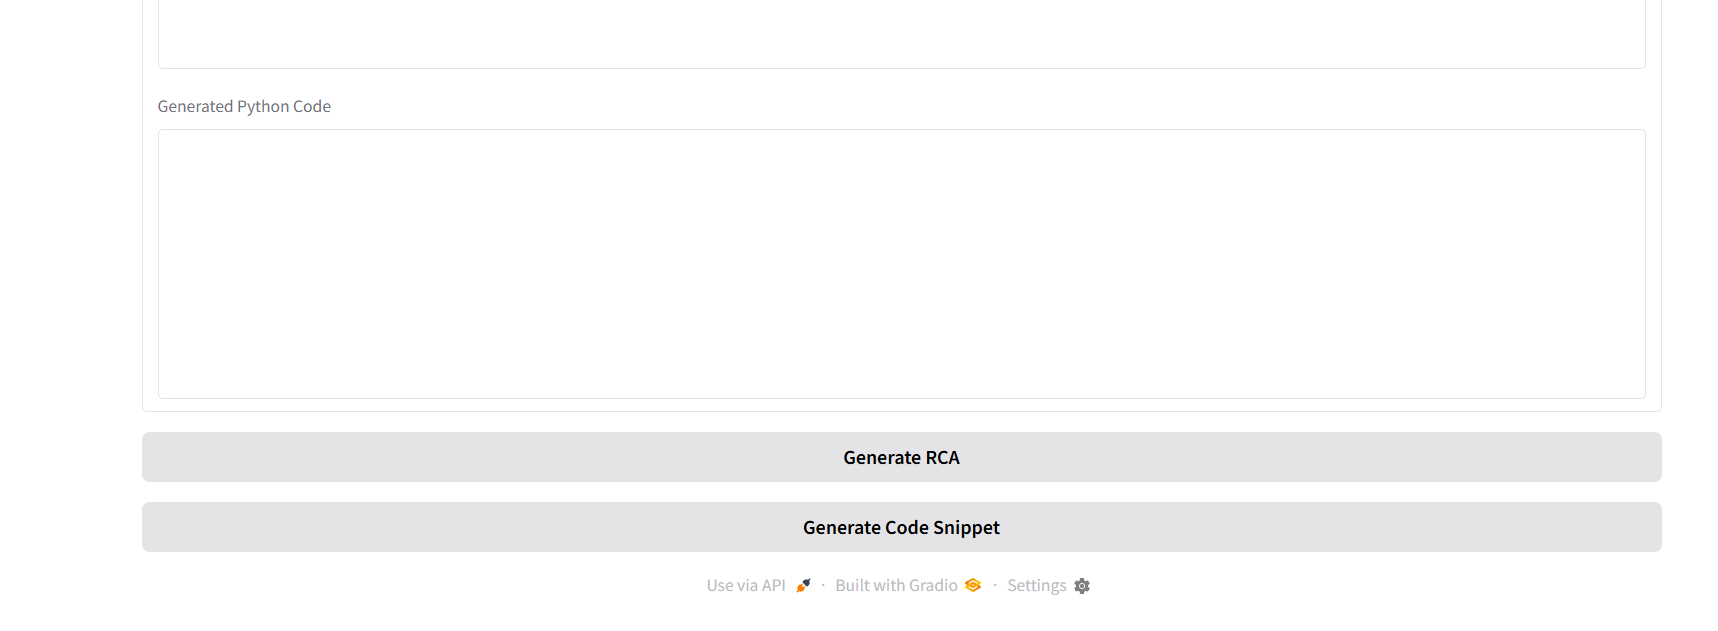 Generated Python Code
Generate RCA
Generate Code Snippet
Use via API · Built with Gradio · Settings